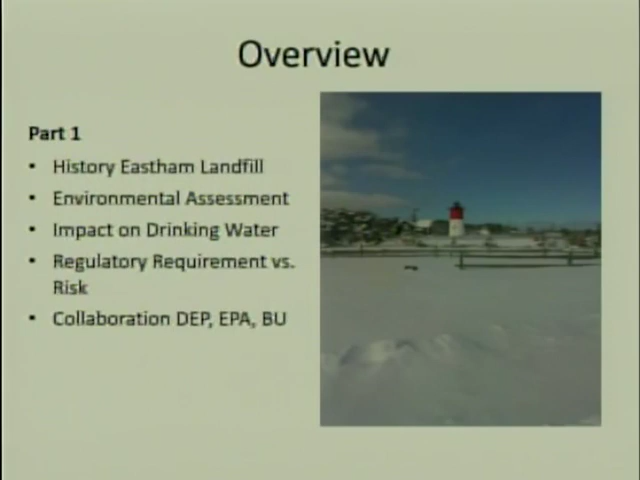 Overview
Part 1
• History Eastham Landfill
• Environmental Assessment
• Impact on Drinking Water
• Regulatory Requirement vs.
Risk
• Collaboration DEP, EPA, BU